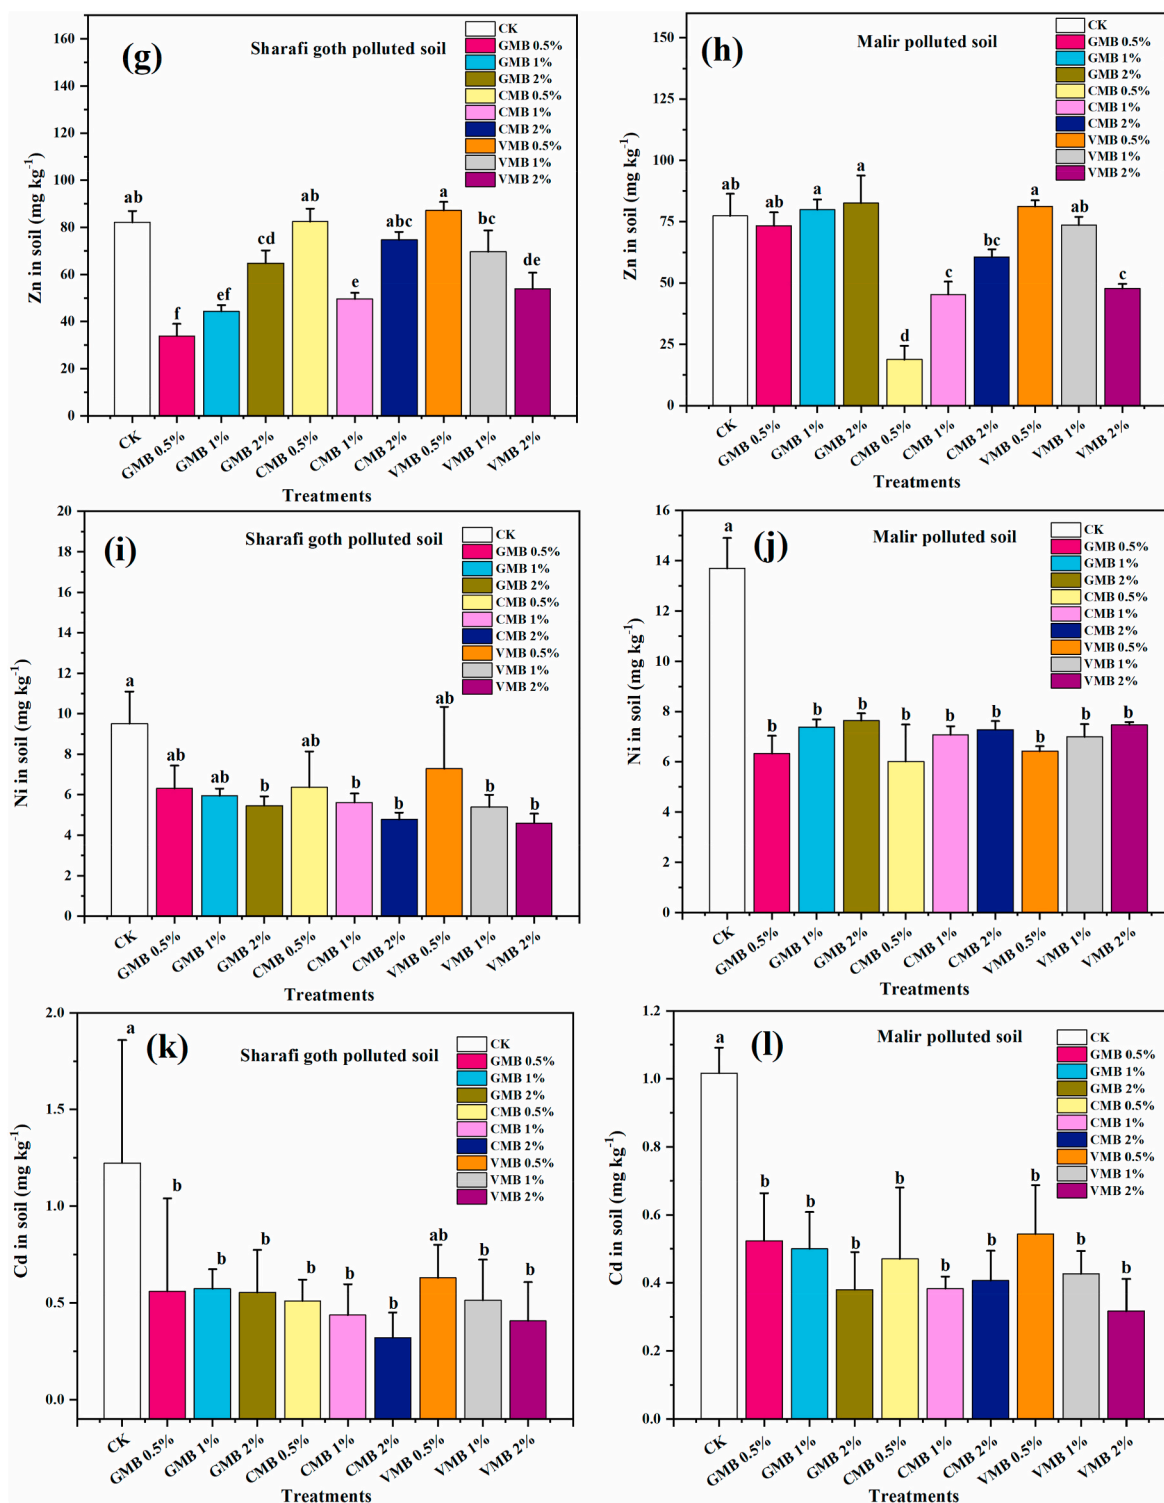 (g)
Sharafi goth polluted soil
CK
GMB 0.5%
GMB 1%
GMB 2%
CMB 0.5%
CMB 1%
CMB 2%
VMB 0.5%
VMB 1%
VMB 2%
Zn in soil (mg kg⁻¹)
160
140
120
100
80
60
40
20
0
ab
f
ef
cd
ab
e
abc
a
bc
de
CK
GMB 0.5%
GMB 1%
GMB 2%
CMB 0.5%
CMB 1%
CMB 2%
VMB 0.5%
VMB 1%
VMB 2%
Treatments
(h)
Malir polluted soil
CK
GMB 0.5%
GMB 1%
GMB 2%
CMB 0.5%
CMB 1%
CMB 2%
VMB 0.5%
VMB 1%
VMB 2%
Zn in soil (mg kg⁻¹)
150
125
100
75
50
25
0
ab
ab
a
a
d
c
bc
a
ab
c
CK
GMB 0.5%
GMB 1%
GMB 2%
CMB 0.5%
CMB 1%
CMB 2%
VMB 0.5%
VMB 1%
VMB 2%
Treatments
(i)
Sharafi goth polluted soil
CK
GMB 0.5%
GMB 1%
GMB 2%
CMB 0.5%
CMB 1%
CMB 2%
VMB 0.5%
VMB 1%
VMB 2%
Ni in soil (mg kg⁻¹)
20
18
16
14
12
10
8
6
4
2
0
a
ab
ab
b
ab
b
b
ab
b
b
CK
GMB 0.5%
GMB 1%
GMB 2%
CMB 0.5%
CMB 1%
CMB 2%
VMB 0.5%
VMB 1%
VMB 2%
Treatments
(j)
Malir polluted soil
CK
GMB 0.5%
GMB 1%
GMB 2%
CMB 0.5%
CMB 1%
CMB 2%
VMB 0.5%
VMB 1%
VMB 2%
Ni in soil (mg kg⁻¹)
16
14
12
10
8
6
4
2
0
a
b
b
b
b
b
b
b
b
b
CK
GMB 0.5%
GMB 1%
GMB 2%
CMB 0.5%
CMB 1%
CMB 2%
VMB 0.5%
VMB 1%
VMB 2%
Treatments
(k)
Sharafi goth polluted soil
CK
GMB 0.5%
GMB 1%
GMB 2%
CMB 0.5%
CMB 1%
CMB 2%
VMB 0.5%
VMB 1%
VMB 2%
Cd in soil (mg kg⁻¹)
2.0
1.5
1.0
0.5
0.0
a
b
b
b
b
b
b
ab
b
b
CK
GMB 0.5%
GMB 1%
GMB 2%
CMB 0.5%
CMB 1%
CMB 2%
VMB 0.5%
VMB 1%
VMB 2%
Treatments
(l)
Malir polluted soil
CK
GMB 0.5%
GMB 1%
GMB 2%
CMB 0.5%
CMB 1%
CMB 2%
VMB 0.5%
VMB 1%
VMB 2%
Cd in soil (mg kg⁻¹)
1.2
1.0
0.8
0.6
0.4
0.2
0.0
a
b
b
b
b
b
b
b
b
b
CK
GMB 0.5%
GMB 1%
GMB 2%
CMB 0.5%
CMB 1%
CMB 2%
VMB 0.5%
VMB 1%
VMB 2%
Treatments